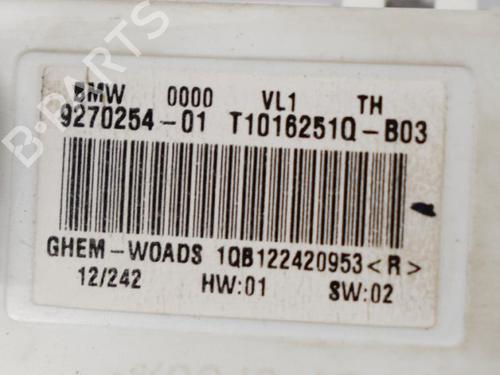 B-PARTS
BMW 0000 VL1 TH
9270254-01 T1016251Q-B03
GHEM-WOADS 1QB122420953<R>
12/242 HW:01 SW:02